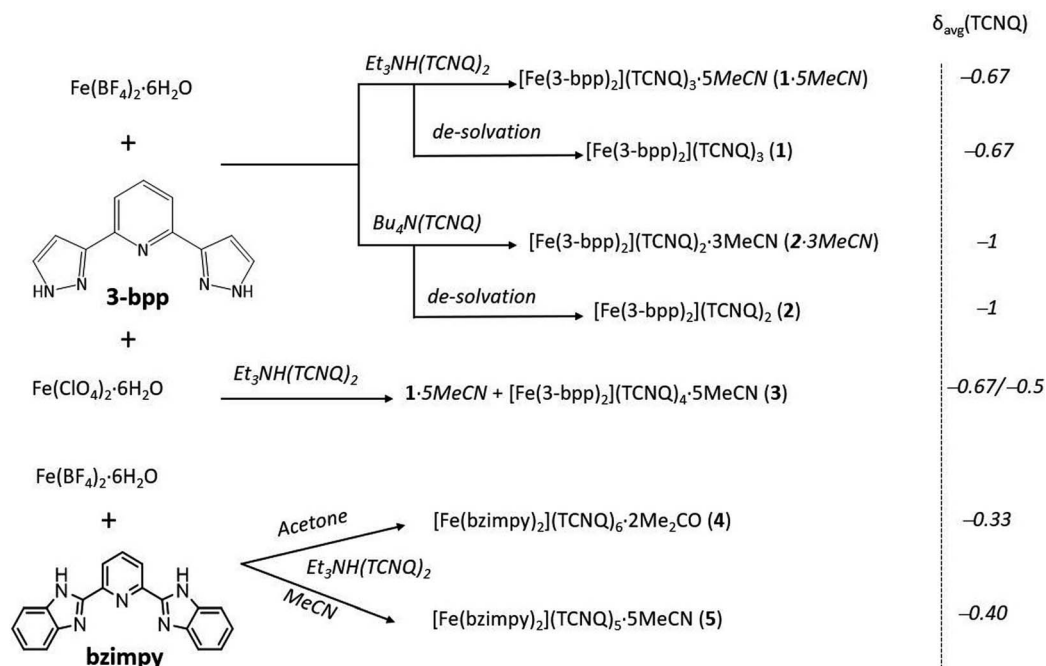 δavg(TCNQ)
Et3NH(TCNQ)2
[Fe(3-bpp)2](TCNQ)3·5MeCN (1·5MeCN)
–0.67
Fe(BF4)2·6H2O
+
de-solvation
[Fe(3-bpp)2](TCNQ)3 (1)
–0.67
Bu4N(TCNQ)
[Fe(3-bpp)2](TCNQ)2·3MeCN (2·3MeCN)
–1
N
N
N
HN
NH
3-bpp
de-solvation
[Fe(3-bpp)2](TCNQ)2 (2)
–1
+
Fe(ClO4)2·6H2O
Et3NH(TCNQ)2
1·5MeCN + [Fe(3-bpp)2](TCNQ)4·5MeCN (3)
–0.67/–0.5
Fe(BF4)2·6H2O
+
Acetone
[Fe(bzimpy)2](TCNQ)6·2Me2CO (4)
–0.33
Et3NH(TCNQ)2
MeCN
[Fe(bzimpy)2](TCNQ)5·5MeCN (5)
–0.40
H
N
H
N
N
N
N
bzimpy